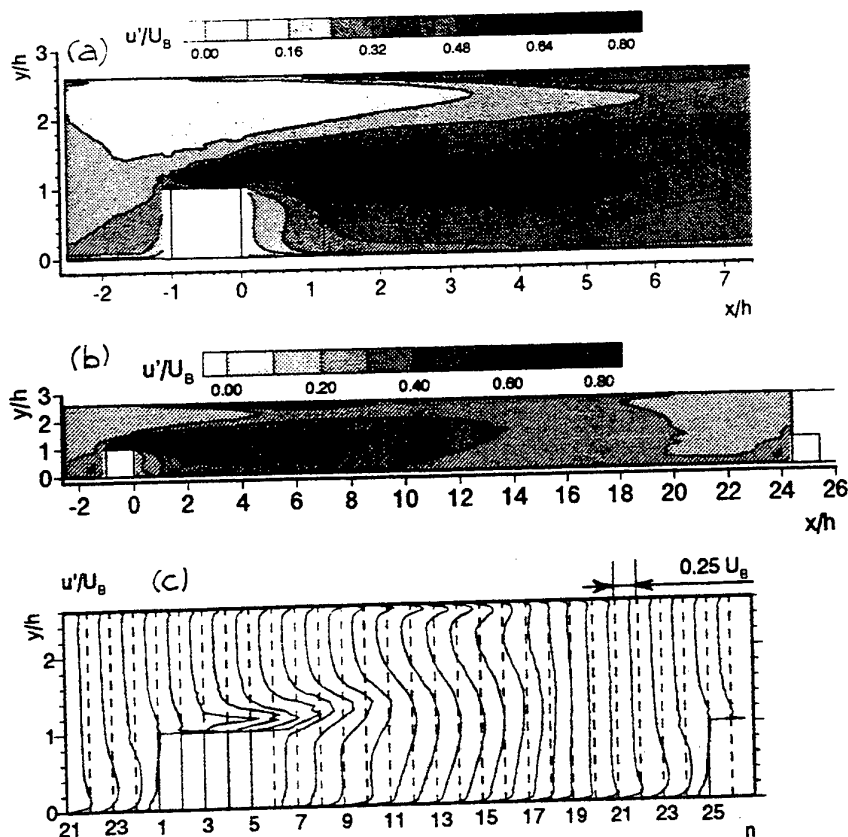 (a)
u'/U_B
0.00 0.16 0.32 0.48 0.64 0.80
y/h
3
2
1
0
-2 -1 0 1 2 3 4 5 6 7
x/h
(b)
u'/U_B
0.00 0.20 0.40 0.60 0.80
y/h
3
2
1
0
-2 0 2 4 6 8 10 12 14 16 18 20 22 24 26
x/h
u'/U_B (c) 0.25 U_B
y/h
2
1
0
21 23 1 3 5 7 9 11 13 15 17 19 21 23 25 n